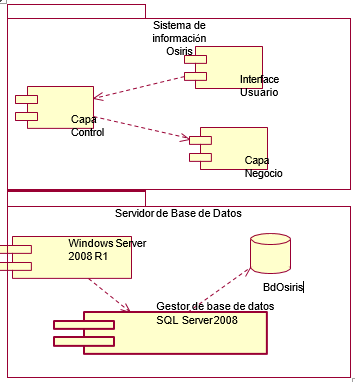 Sistema de
información
Osiris
Interface
Usuario
Capa
Control
Capa
Negocio
Servidor de Base de Datos
Windows Server
2008 R1
BdOsiris
Gestor de base de datos
SQL Server2008